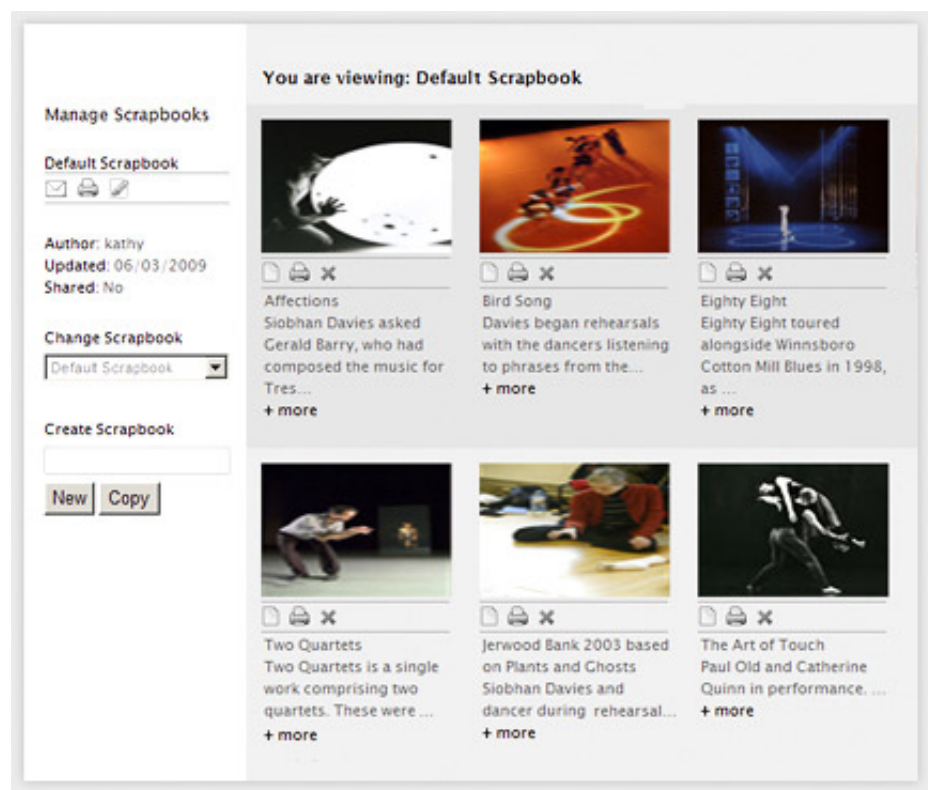 You are viewing: Default Scrapbook
Manage Scrapbooks
Default Scrapbook
Author: kathy
Updated: 06/03/2009
Shared: No
Change Scrapbook
Default Scrapbook
Create Scrapbook
New Copy
Affections
Siobhan Davies asked
Gerald Barry, who had
composed the music for
Tres...
+ more
Bird Song
Davies began rehearsals
with the dancers listening
to phrases from the...
+ more
Eighty Eight
Eighty Eight toured
alongside Winnsboro
Cotton Mill Blues in 1998,
as ...
+ more
Two Quartets
Two Quartets is a single
work comprising two
quartets. These were ...
+ more
Jerwood Bank 2003 based
on Plants and Ghosts
Siobhan Davies and
dancer during rehearsal...
+ more
The Art of Touch
Paul Old and Catherine
Quinn in performance. ...
+ more